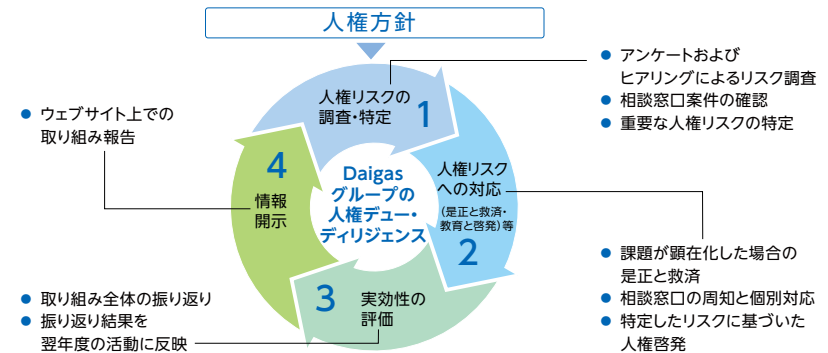 人権方針
人権リスクの
調査・特定
1
● アンケートおよび
ヒアリングによるリスク調査
● 相談窓口案件の確認
● 重要な人権リスクの特定
人権リスク
への対応
(是正と救済・
教育と啓発)等
2
● 課題が顕在化した場合の
是正と救済
● 相談窓口の周知と個別対応
● 特定したリスクに基づいた
人権啓発
3
実効性の
評価
● 取り組み全体の振り返り
● 振り返り結果を
翌年度の活動に反映
4
情報
開示
● ウェブサイト上での
取り組み報告
Daigas
グループの
人権デュー・
ディリジェンス